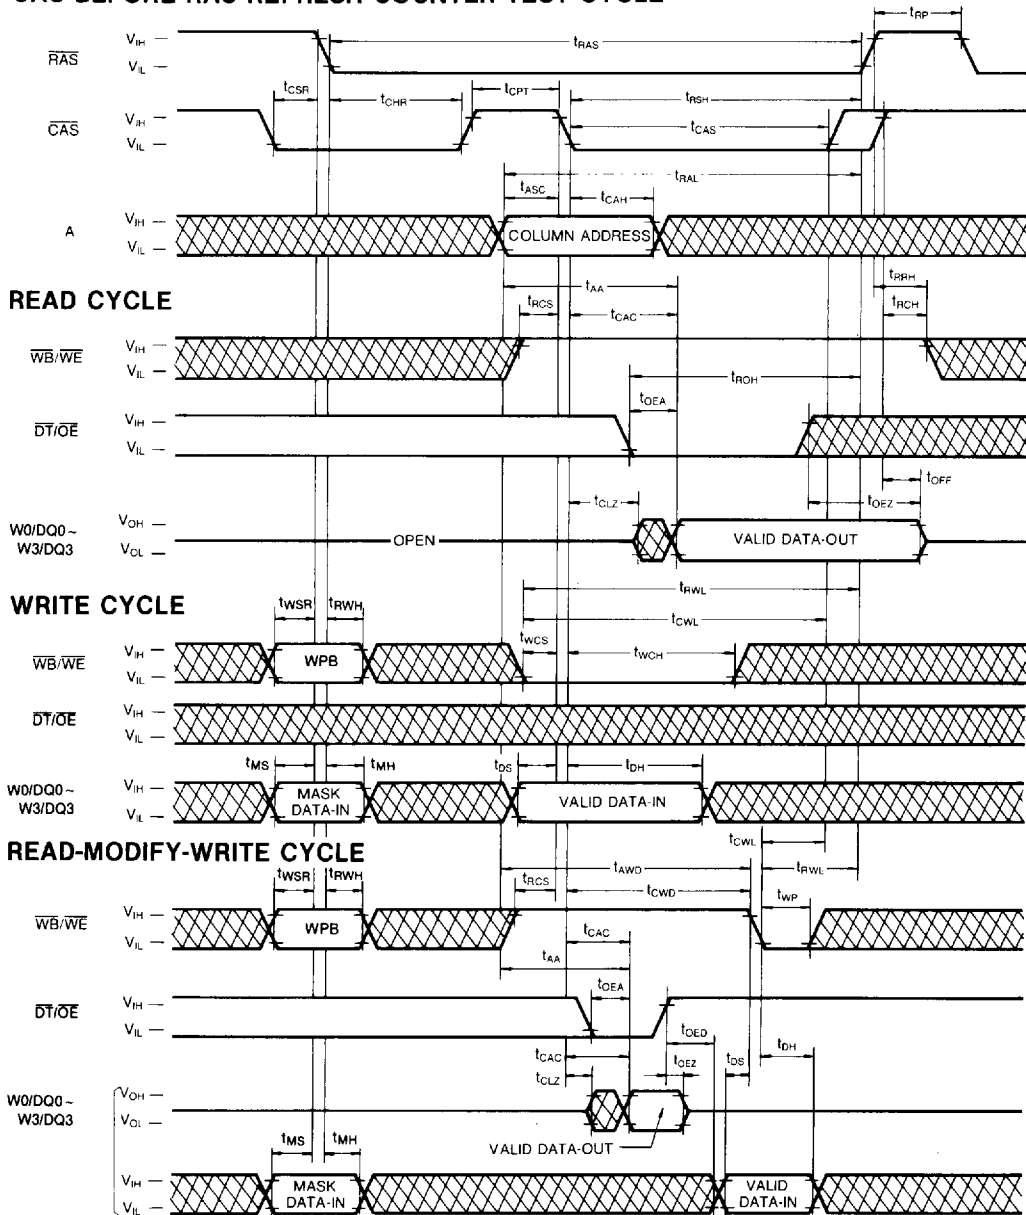 CAS-BEFORE-RAS REFRESH COUNTER TEST CYCLE
tRP
RAS
VIH
VIL
tRAS
tCSR
tCHR
tCPT
tRSH
CAS
VIH
VIL
tCAS
tRAL
tASC
tCAH
A
VIH
VIL
COLUMN ADDRESS
READ CYCLE
tAA
tRRH
tRCS
tCAC
tRCH
WB/WE
VIH
VIL
tROH
tOEA
DT/OE
VIH
VIL
tCLZ
tOFF
tOEZ
W0/DQ0~
W3/DQ3
VOH
VOL
OPEN
VALID DATA-OUT
WRITE CYCLE
tRWL
tWSR
tRWH
tCWL
tWCS
tWCH
WB/WE
VIH
VIL
WPB
DT/OE
VIH
VIL
tMS
tMH
tDS
tDH
W0/DQ0~
W3/DQ3
VIH
VIL
MASK
DATA-IN
VALID DATA-IN
READ-MODIFY-WRITE CYCLE
tCWL
tAWD
tRWL
tWSR
tRWH
tRCS
tCWD
tWP
WB/WE
VIH
VIL
WPB
tCAC
tAA
DT/OE
VIH
VIL
tOEA
tOED
tCAC
tOEZ
tDS
tDH
tCLZ
W0/DQ0~
W3/DQ3
VOH
VOL
VALID DATA-OUT
tMS
tMH
VIH
VIL
MASK
DATA-IN
VALID
DATA-IN